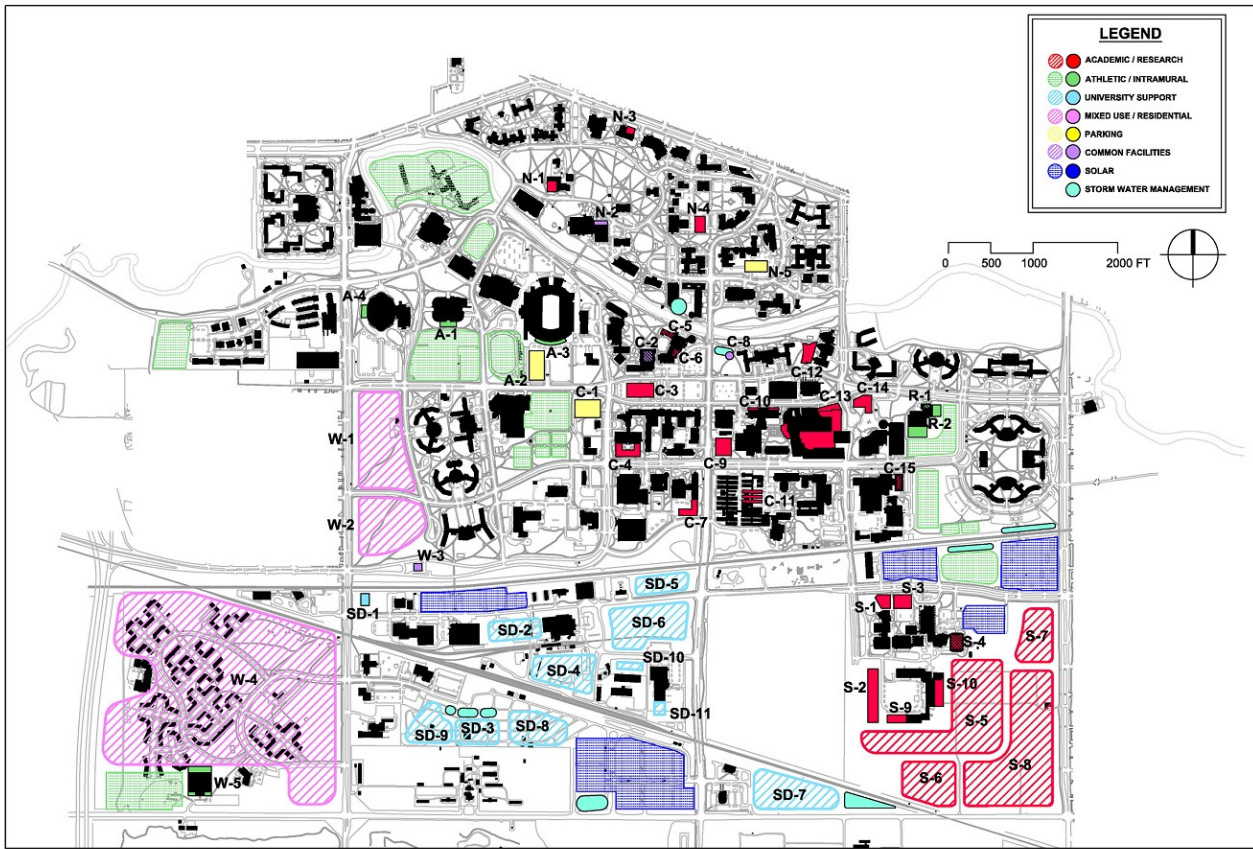 LEGEND
ACADEMIC / RESEARCH
ATHLETIC / INTRAMURAL
UNIVERSITY SUPPORT
MIXED USE / RESIDENTIAL
PARKING
COMMON FACILITIES
SOLAR
STORM WATER MANAGEMENT
0 500 1000 2000 FT
N-3
N-1
N-2
N-4
N-5
A-4
A-1
A-3
A-2
C-5
C-2
C-6
C-8
C-12
C-1
C-3
C-10
C-13
C-14
R-1
R-2
C-4
C-9
C-15
C-11
C-7
W-1
W-2
W-3
SD-1
SD-5
SD-2
SD-6
SD-4
SD-10
SD-11
SD-9
SD-3
SD-8
SD-7
S-1
S-3
S-4
S-7
S-2
S-10
S-9
S-5
S-6
S-8
W-4
W-5